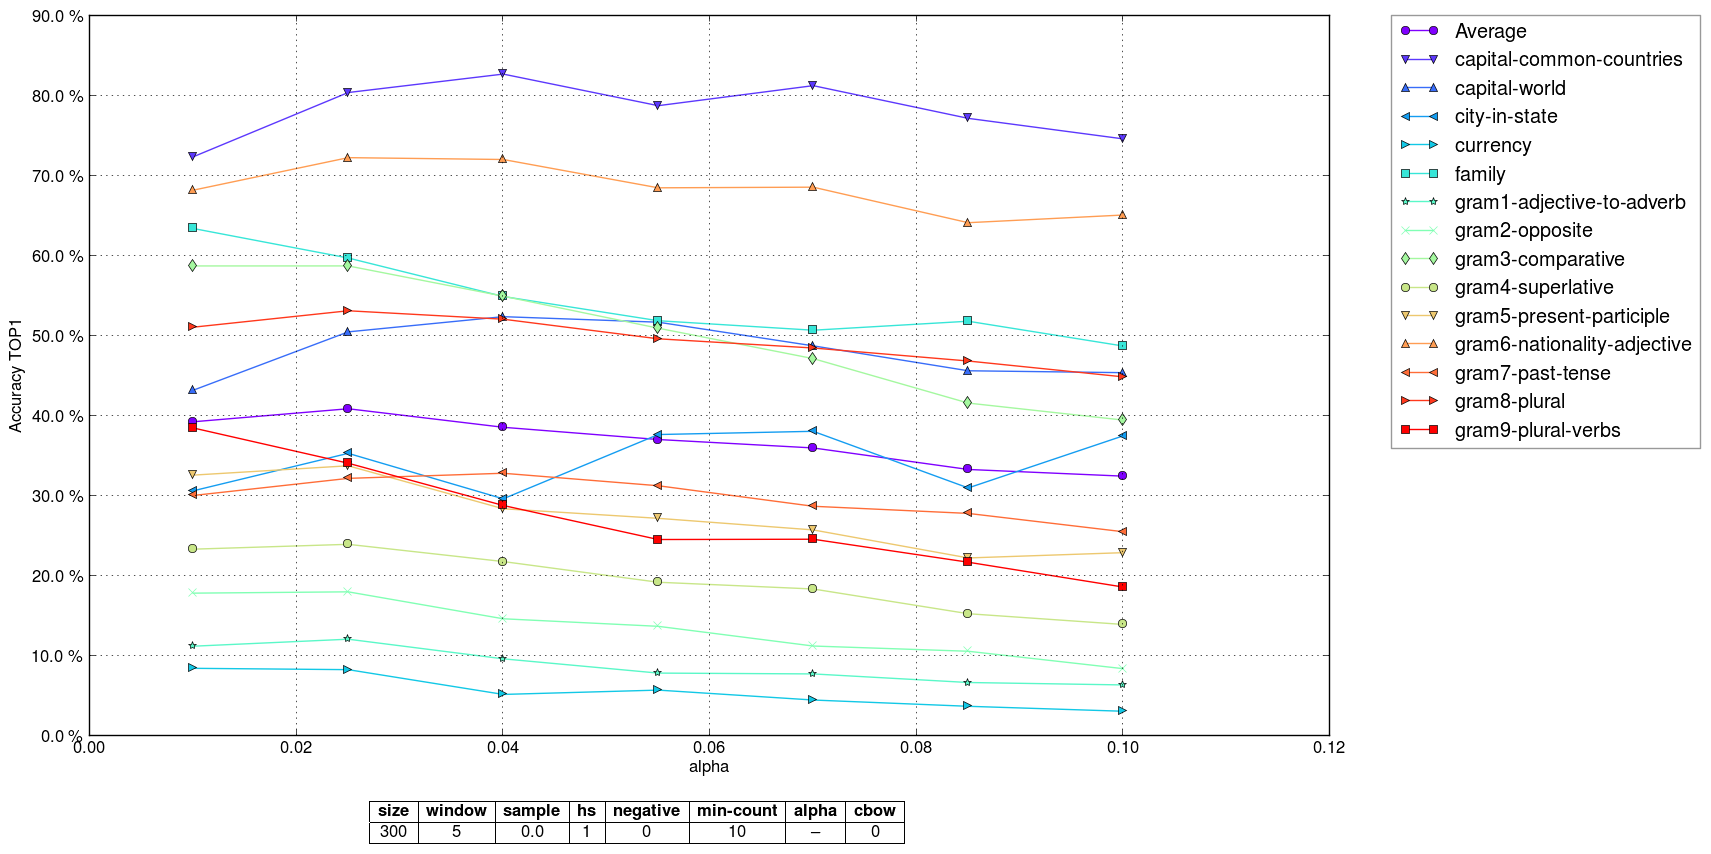 90.0 %
80.0 %
70.0 %
60.0 %
50.0 %
40.0 %
30.0 %
20.0 %
10.0 %
0.0 %
Accuracy TOP1
0.00 0.02 0.04 0.06 0.08 0.10 0.12
alpha
Average
capital-common-countries
capital-world
city-in-state
currency
family
gram1-adjective-to-adverb
gram2-opposite
gram3-comparative
gram4-superlative
gram5-present-participle
gram6-nationality-adjective
gram7-past-tense
gram8-plural
gram9-plural-verbs
size window sample hs negative min-count alpha cbow
300 5 0.0 1 0 10 – 0